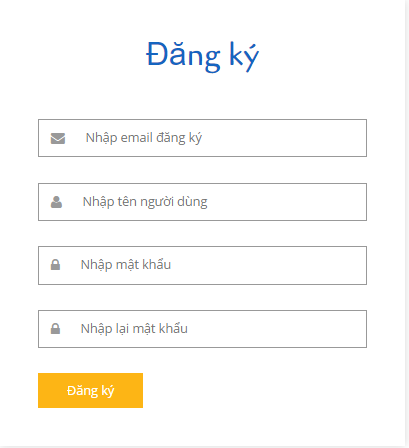 Đăng ký
Nhập email đăng ký
Nhập tên người dùng
Nhập mật khẩu
Nhập lại mật khẩu
Đăng ký